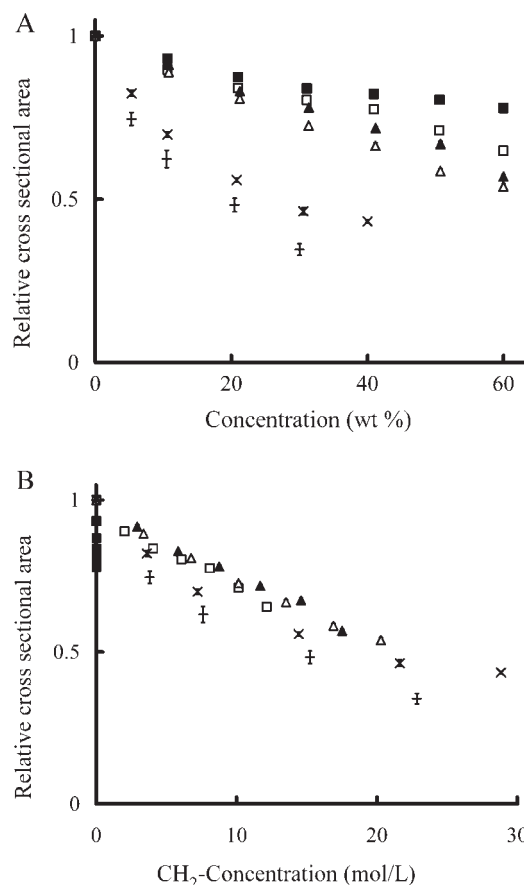 A
1
0.5
0
Relative cross sectional area
0
20
40
60
Concentration (wt %)
B
1
0.5
0
Relative cross sectional area
0
10
20
30
CH₂-Concentration (mol/L)